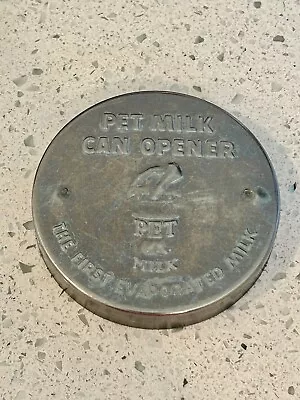 PET MILK
CAN OPENER
PET
MILK
THE FIRST EVAPORATED MILK